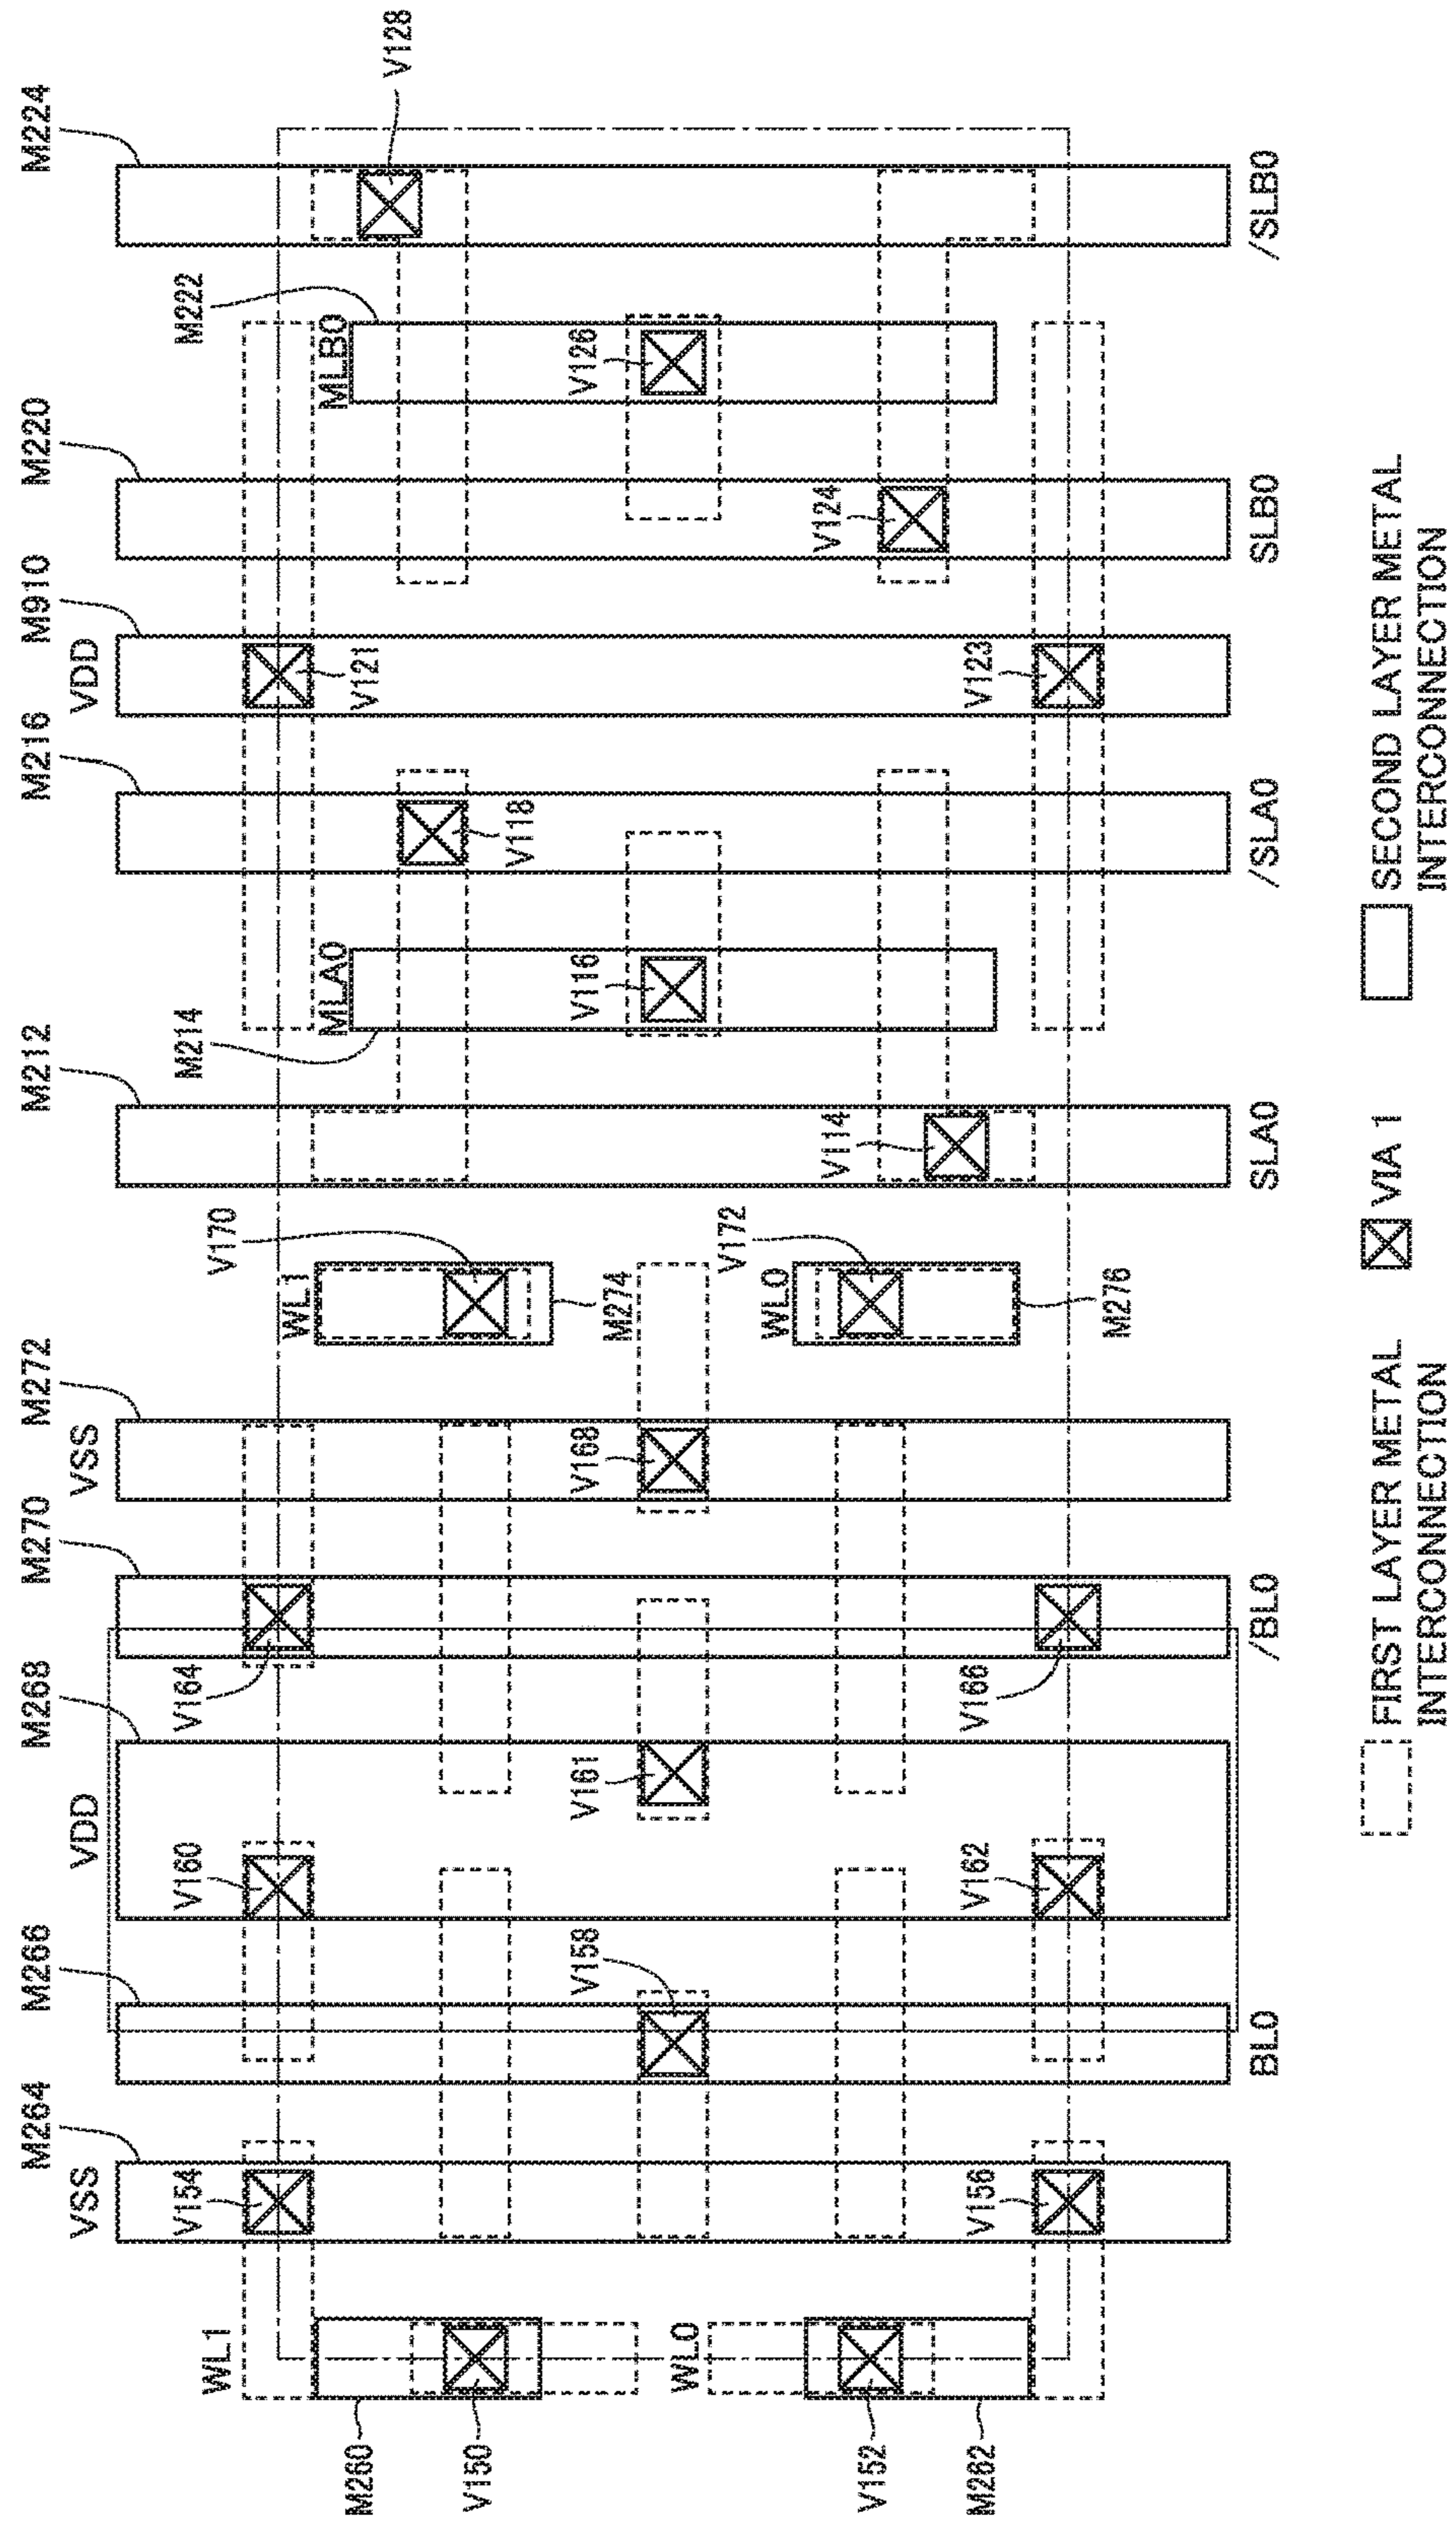 M264
M266
M268
M270
M272
M212
M216
M910
M220
M224
VSS
VDD
VSS
VDD
WL1
V154
V160
V164
V170
M214
M222
V128
WL1
MLA0
V121
MLB0
M260
V150
V118
V158
V161
V168
M274
V116
V126
WL0
V172
WL0
V114
V124
V152
V156
V162
V166
M276
V123
M262
BL0
/BL0
SLA0
/SLA0
SLB0
/SLB0
FIRST LAYER METAL
INTERCONNECTION
VIA 1
SECOND LAYER METAL
INTERCONNECTION